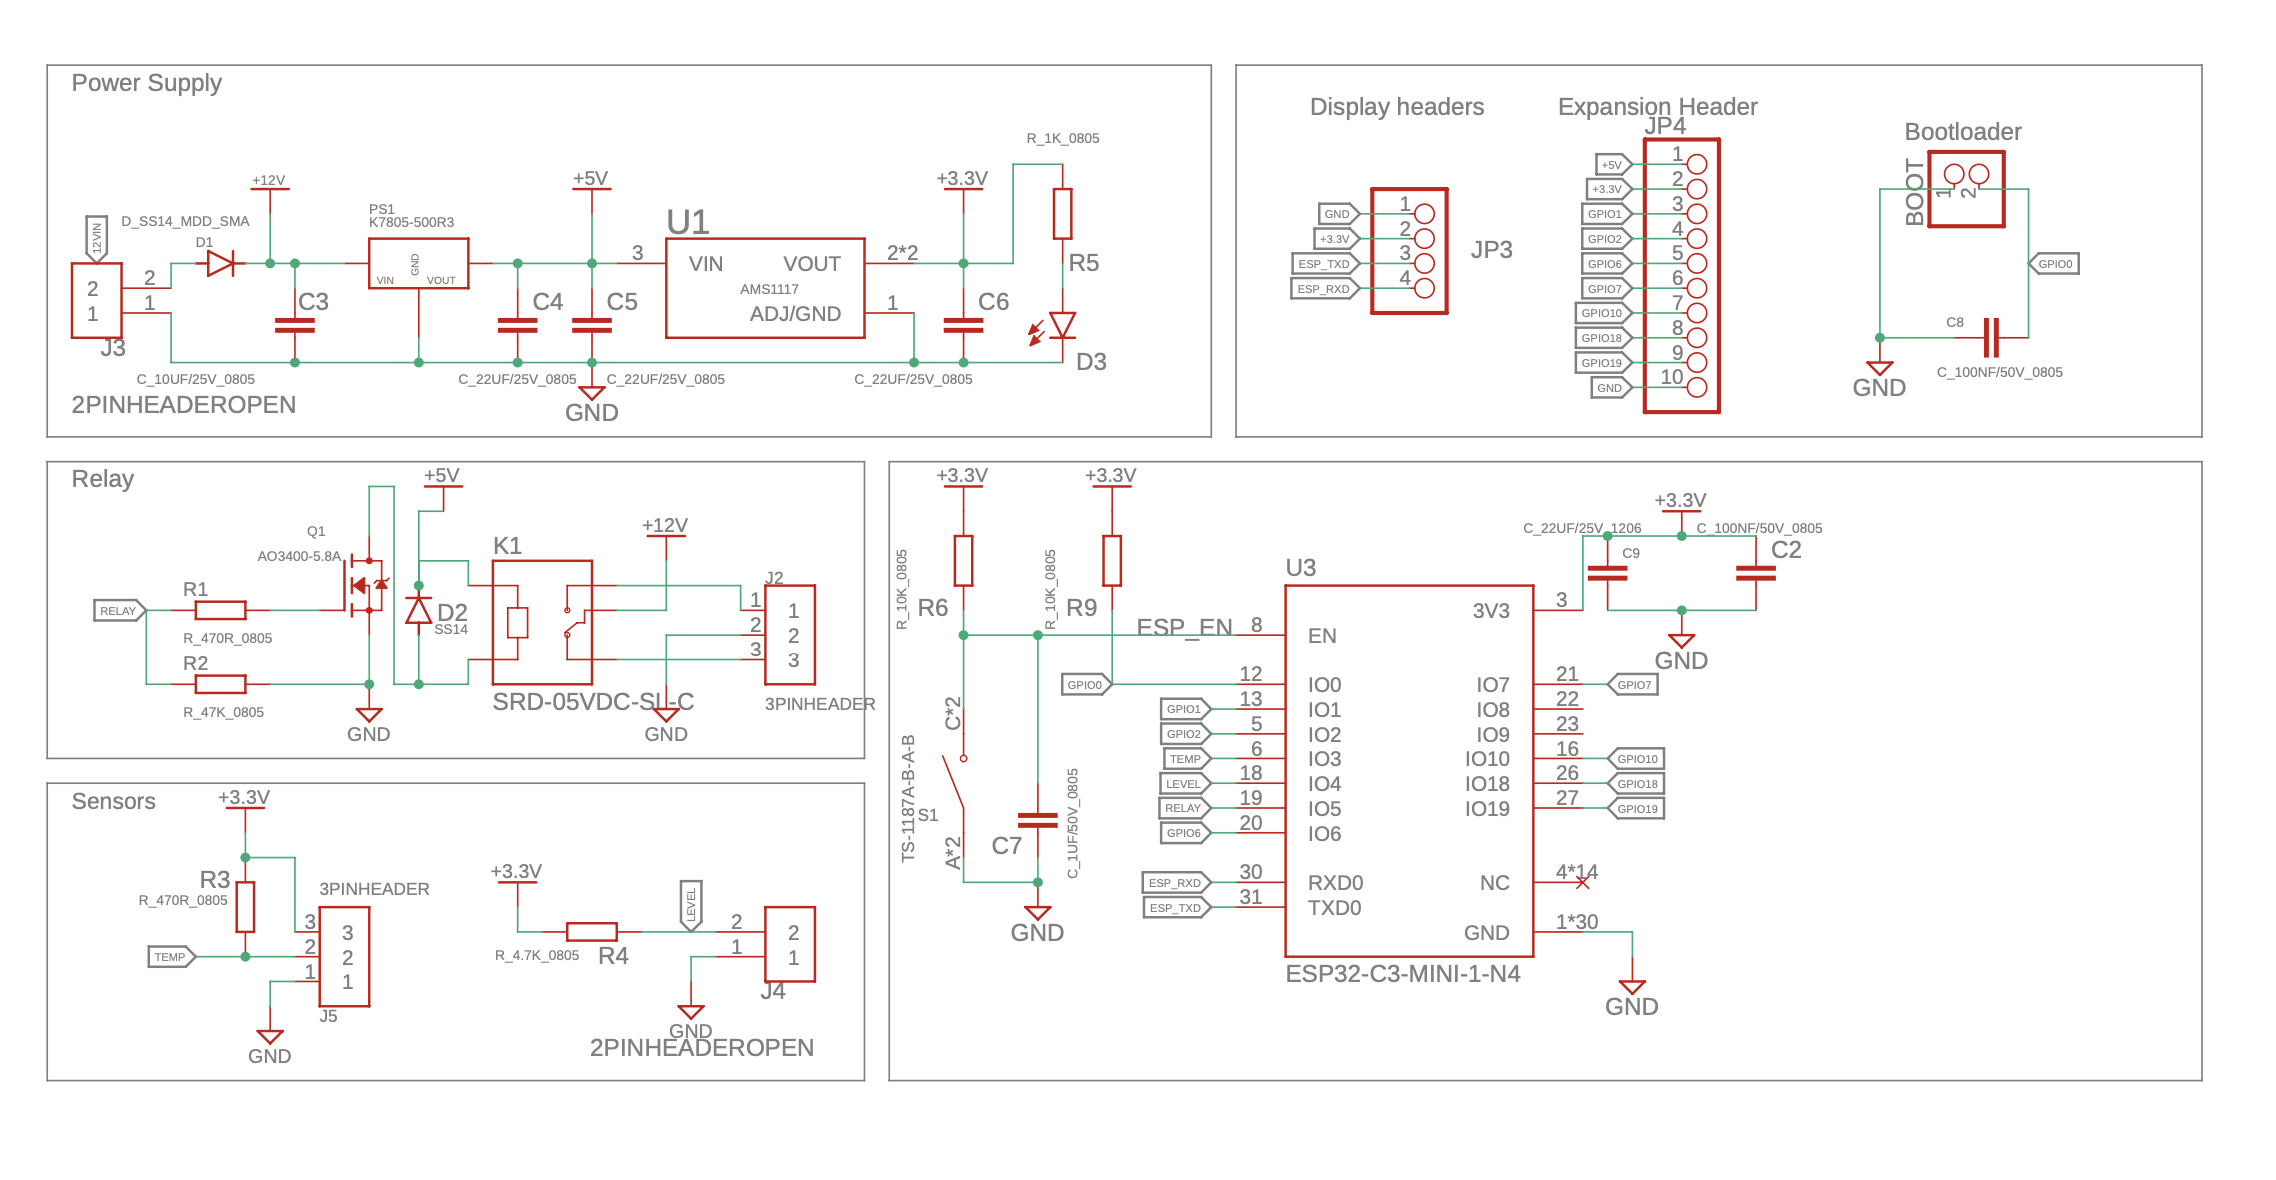 Power Supply
R_1K_0805
+12V
+5V
+3.3V
12VIN
D_SS14_MDD_SMA
D1
PS1
K7805-500R3
GND
VIN
VOUT
U1
3
VIN
VOUT
AMS1117
ADJ/GND
2*2
1
R5
2
1
2
1
J3
C3
C4
C5
C6
D3
C_10UF/25V_0805
C_22UF/25V_0805
C_22UF/25V_0805
C_22UF/25V_0805
2PINHEADEROPEN
GND
Display headers
GND
+3.3V
ESP_TXD
ESP_RXD
1
2
3
4
JP3
Expansion Header
JP4
+5V
+3.3V
GPIO1
GPIO2
GPIO6
GPIO7
GPIO10
GPIO18
GPIO19
GND
1
2
3
4
5
6
7
8
9
10
Bootloader
BOOT
1
2
GPIO0
C8
C_100NF/50V_0805
GND
Relay
+5V
Q1
AO3400-5.8A
K1
+12V
J2
RELAY
R1
R_470R_0805
R2
R_47K_0805
D2
SS14
1
2
3
1
2
3
SRD-05VDC-SL-C
3PINHEADER
GND
GND
Sensors
+3.3V
R3
R_470R_0805
3PINHEADER
TEMP
3
2
1
3
2
1
J5
GND
+3.3V
R_4.7K_0805
R4
LEVEL
2
1
2
1
J4
GND
2PINHEADEROPEN
+3.3V
+3.3V
R_10K_0805
R6
R_10K_0805
R9
ESP_EN
GPIO0
C*2
TS-1187A-B-A-B
S1
A*2
C7
C_1UF/50V_0805
GND
GPIO1
GPIO2
TEMP
LEVEL
RELAY
GPIO6
ESP_RXD
ESP_TXD
8
12
13
5
6
18
19
20
30
31
U3
EN
IO0
IO1
IO2
IO3
IO4
IO5
IO6
RXD0
TXD0
3V3
IO7
IO8
IO9
IO10
IO18
IO19
NC
GND
3
21
22
23
16
26
27
4*14
1*30
GPIO7
GPIO10
GPIO18
GPIO19
ESP32-C3-MINI-1-N4
GND
+3.3V
C_22UF/25V_1206
C_100NF/50V_0805
C9
C2
GND